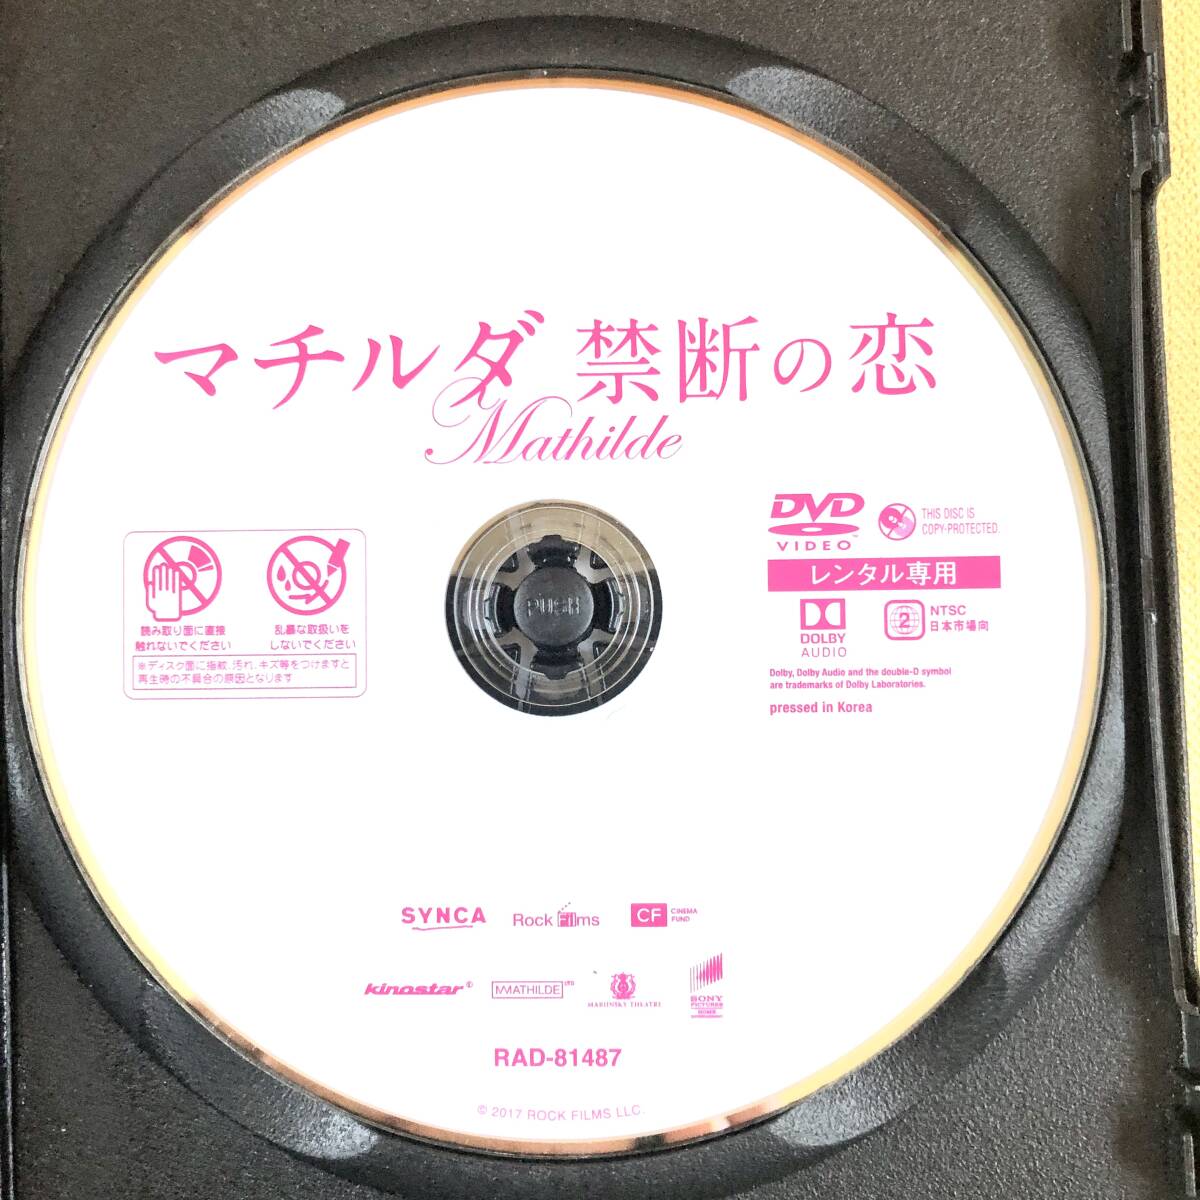 マチルダ 禁断の恋
Mathilde
読み取り面に直接
触れないでください
乱暴な取扱いを
しないでください
※ディスク面に指紋、汚れ、キズ等をつけますと
再生時の不具合の原因となります
PUSH
DVD
VIDEO
THIS DISC IS
COPY-PROTECTED.
レンタル専用
DOLBY
AUDIO
2
NTSC
日本市場向
Dolby, Dolby Audio and the double-D symbol
are trademarks of Dolby Laboratories.
pressed in Korea
SYNCA
Rock Films
CF CINEMA
FUND
kinostar
MATHILDE LTD
MARIINSKY THEATRE
SONY
PICTURES
HOME
ENTERTAINMENT
RAD-81487
© 2017 ROCK FILMS LLC.